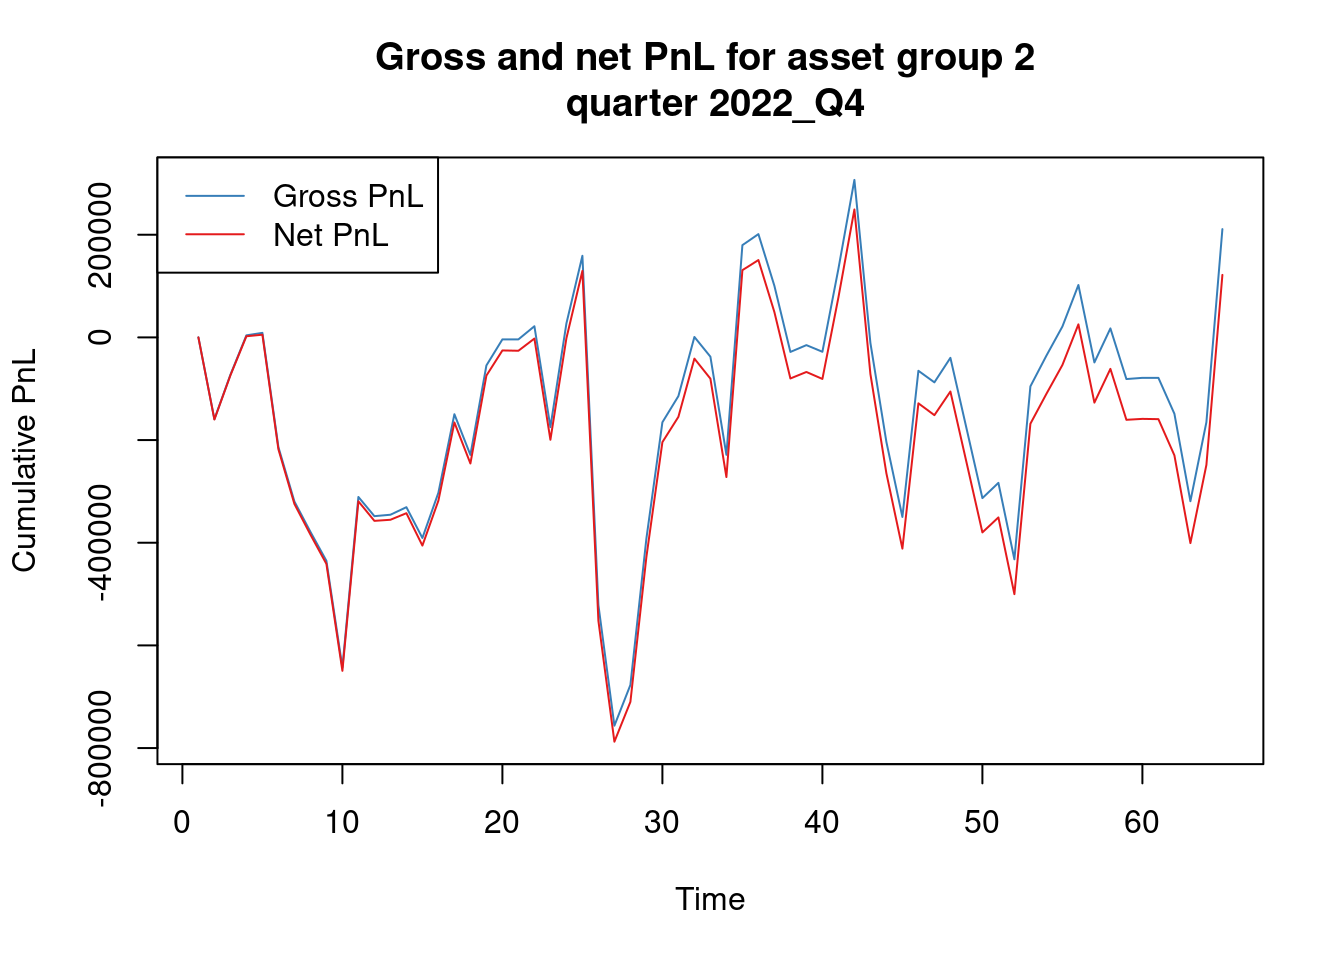 Gross and net PnL for asset group 2
quarter 2022_Q4
Gross PnL
Net PnL
Cumulative PnL
200000
0
-400000
-800000
0 10 20 30 40 50 60
Time